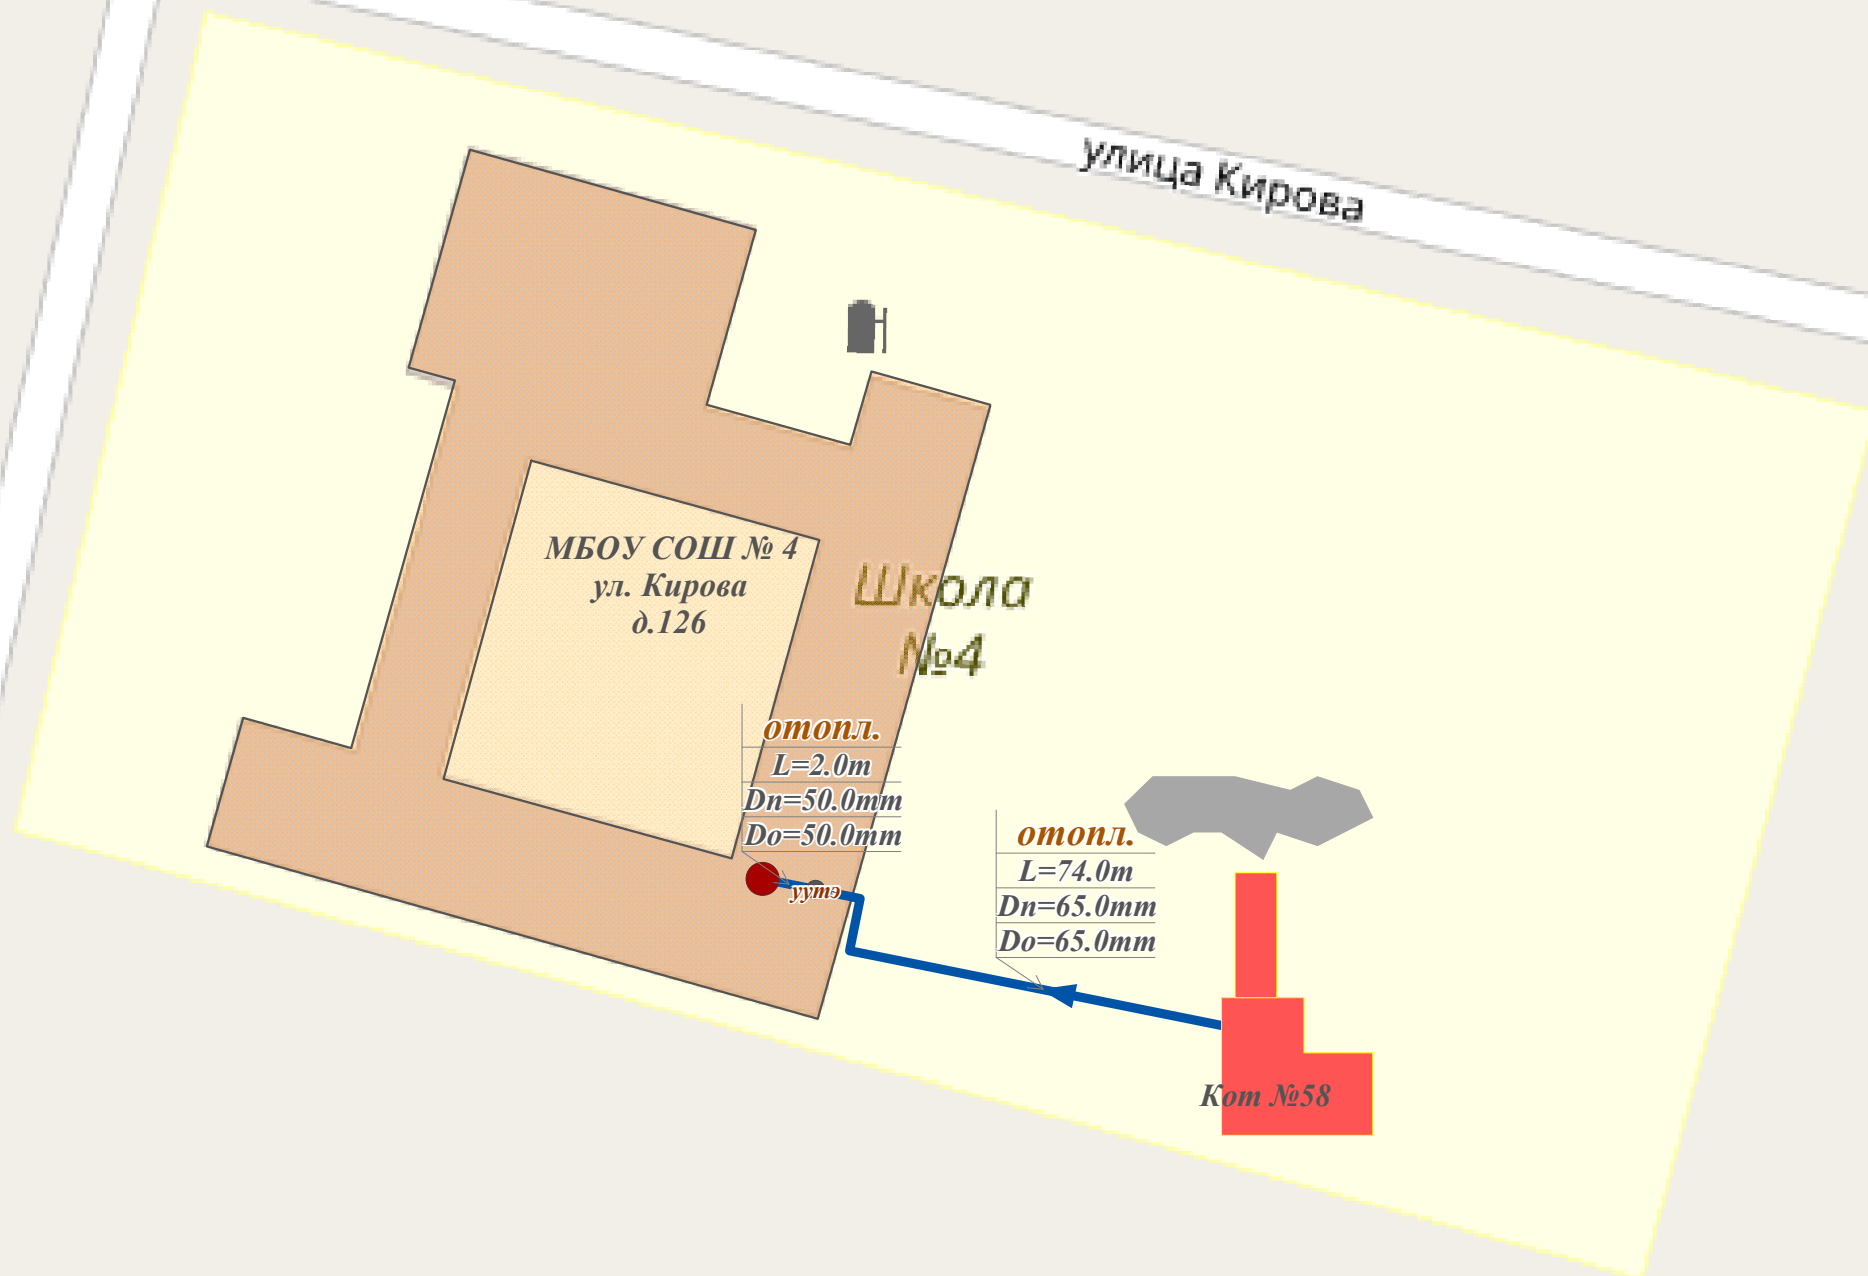 улица Кирова
МБОУ СОШ № 4
ул. Кирова
д.126
Школа
№4
отопл.
L=2.0m
Dn=50.0mm
Do=50.0mm
уутэ
отопл.
L=74.0m
Dn=65.0mm
Do=65.0mm
Кот №58